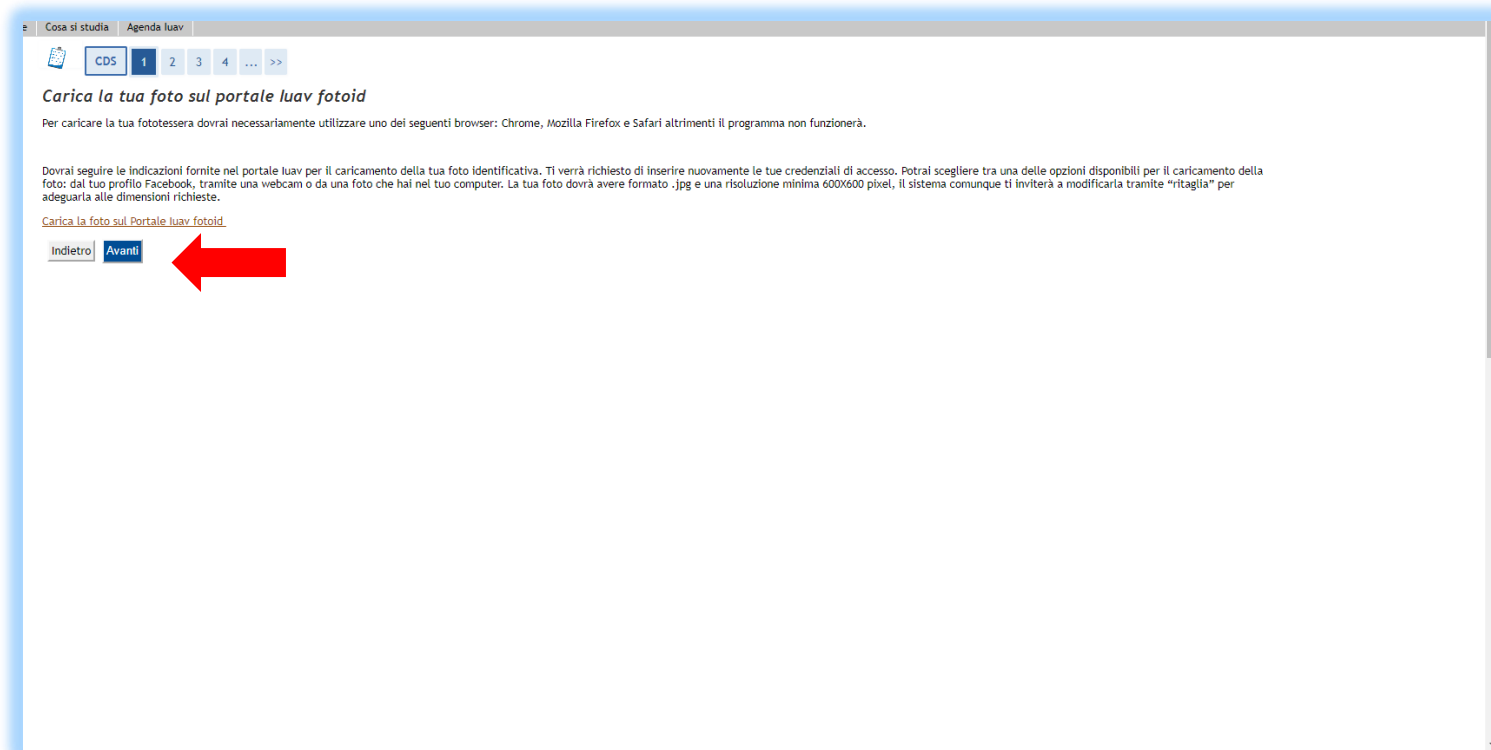 e Cosa si studia Agenda Iuav
CDS 1 2 3 4 ... >>
Carica la tua foto sul portale Iuav fotoid
Per caricare la tua fototessera dovrai necessariamente utilizzare uno dei seguenti browser: Chrome, Mozilla Firefox e Safari altrimenti il programma non funzionerà.
Dovrai seguire le indicazioni fornite nel portale Iuav per il caricamento della tua foto identificativa. Ti verrà richiesto di inserire nuovamente le tue credenziali di accesso. Potrai scegliere tra una delle opzioni disponibili per il caricamento della
foto: dal tuo profilo Facebook, tramite una webcam o da una foto che hai nel tuo computer. La tua foto dovrà avere formato .jpg e una risoluzione minima 600X600 pixel, il sistema comunque ti inviterà a modificarla tramite “ritaglia” per
adeguarla alle dimensioni richieste.
Carica la foto sul Portale Iuav fotoid
Indietro Avanti